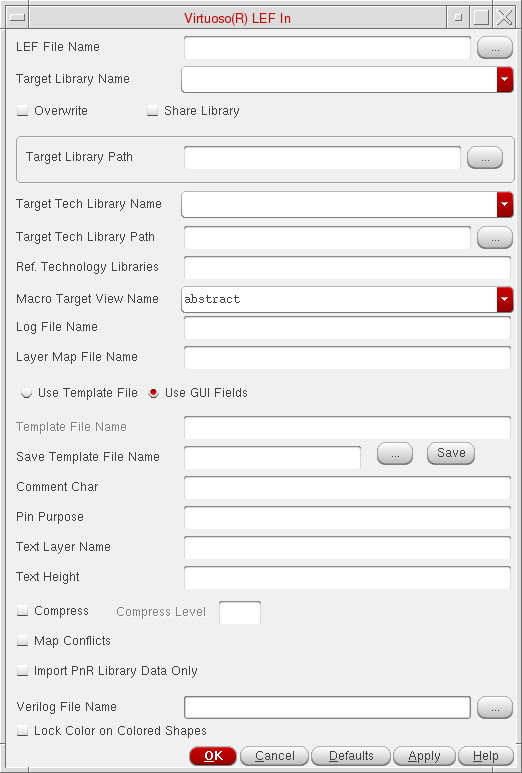 Virtuoso(R) LEF In
LEF File Name ...
Target Library Name
Overwrite Share Library
Target Library Path ...
Target Tech Library Name
Target Tech Library Path ...
Ref. Technology Libraries
Macro Target View Name abstract
Log File Name
Layer Map File Name
Use Template File Use GUI Fields
Template File Name
Save Template File Name ... Save
Comment Char
Pin Purpose
Text Layer Name
Text Height
Compress Compress Level
Map Conflicts
Import PnR Library Data Only
Verilog File Name ...
Lock Color on Colored Shapes
OK Cancel Defaults Apply Help